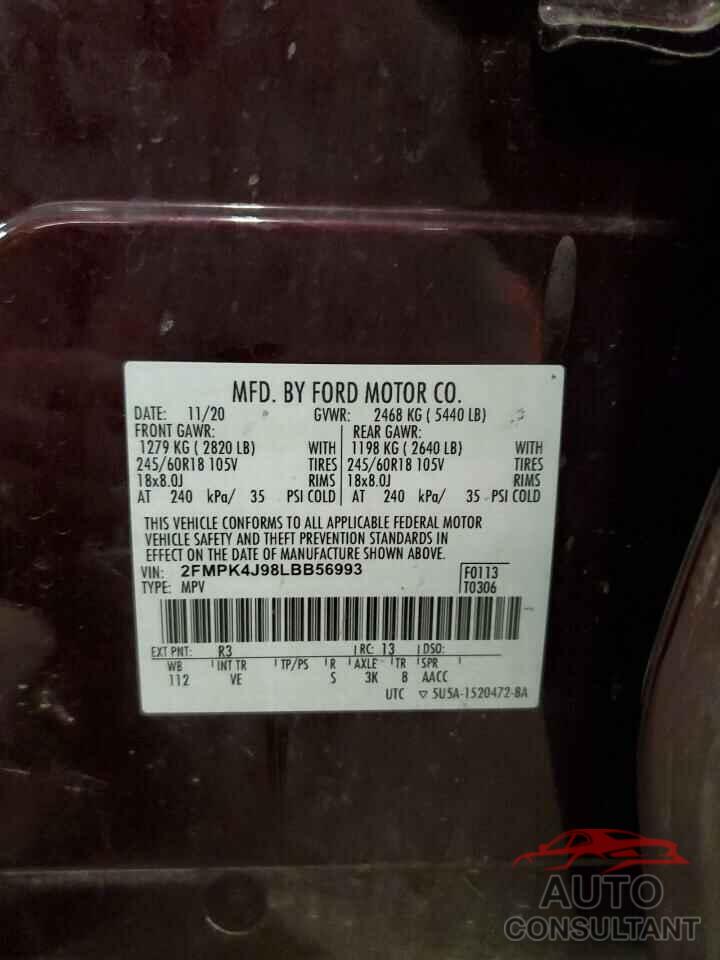 MFD. BY FORD MOTOR CO.
DATE: 11/20 GVWR: 2468 KG ( 5440 LB)
FRONT GAWR: REAR GAWR:
1279 KG ( 2820 LB) WITH 1198 KG ( 2640 LB) WITH
245/60R18 105V TIRES 245/60R18 105V TIRES
18x8.0J RIMS 18x8.0J RIMS
AT 240 kPa/ 35 PSI COLD AT 240 kPa/ 35 PSI COLD
THIS VEHICLE CONFORMS TO ALL APPLICABLE FEDERAL MOTOR
VEHICLE SAFETY AND THEFT PREVENTION STANDARDS IN
EFFECT ON THE DATE OF MANUFACTURE SHOWN ABOVE.
VIN: 2FMPK4J98LBB56993 F0113
TYPE: MPV T0306
EXT PNT: R3 RC: 13 DSO:
WB INT TR TP/PS R AXLE TR SPR
112 VE S 3K 8 AACC
UTC ▽ 5U5A-1520472-BA
AUTO
CONSULTANT